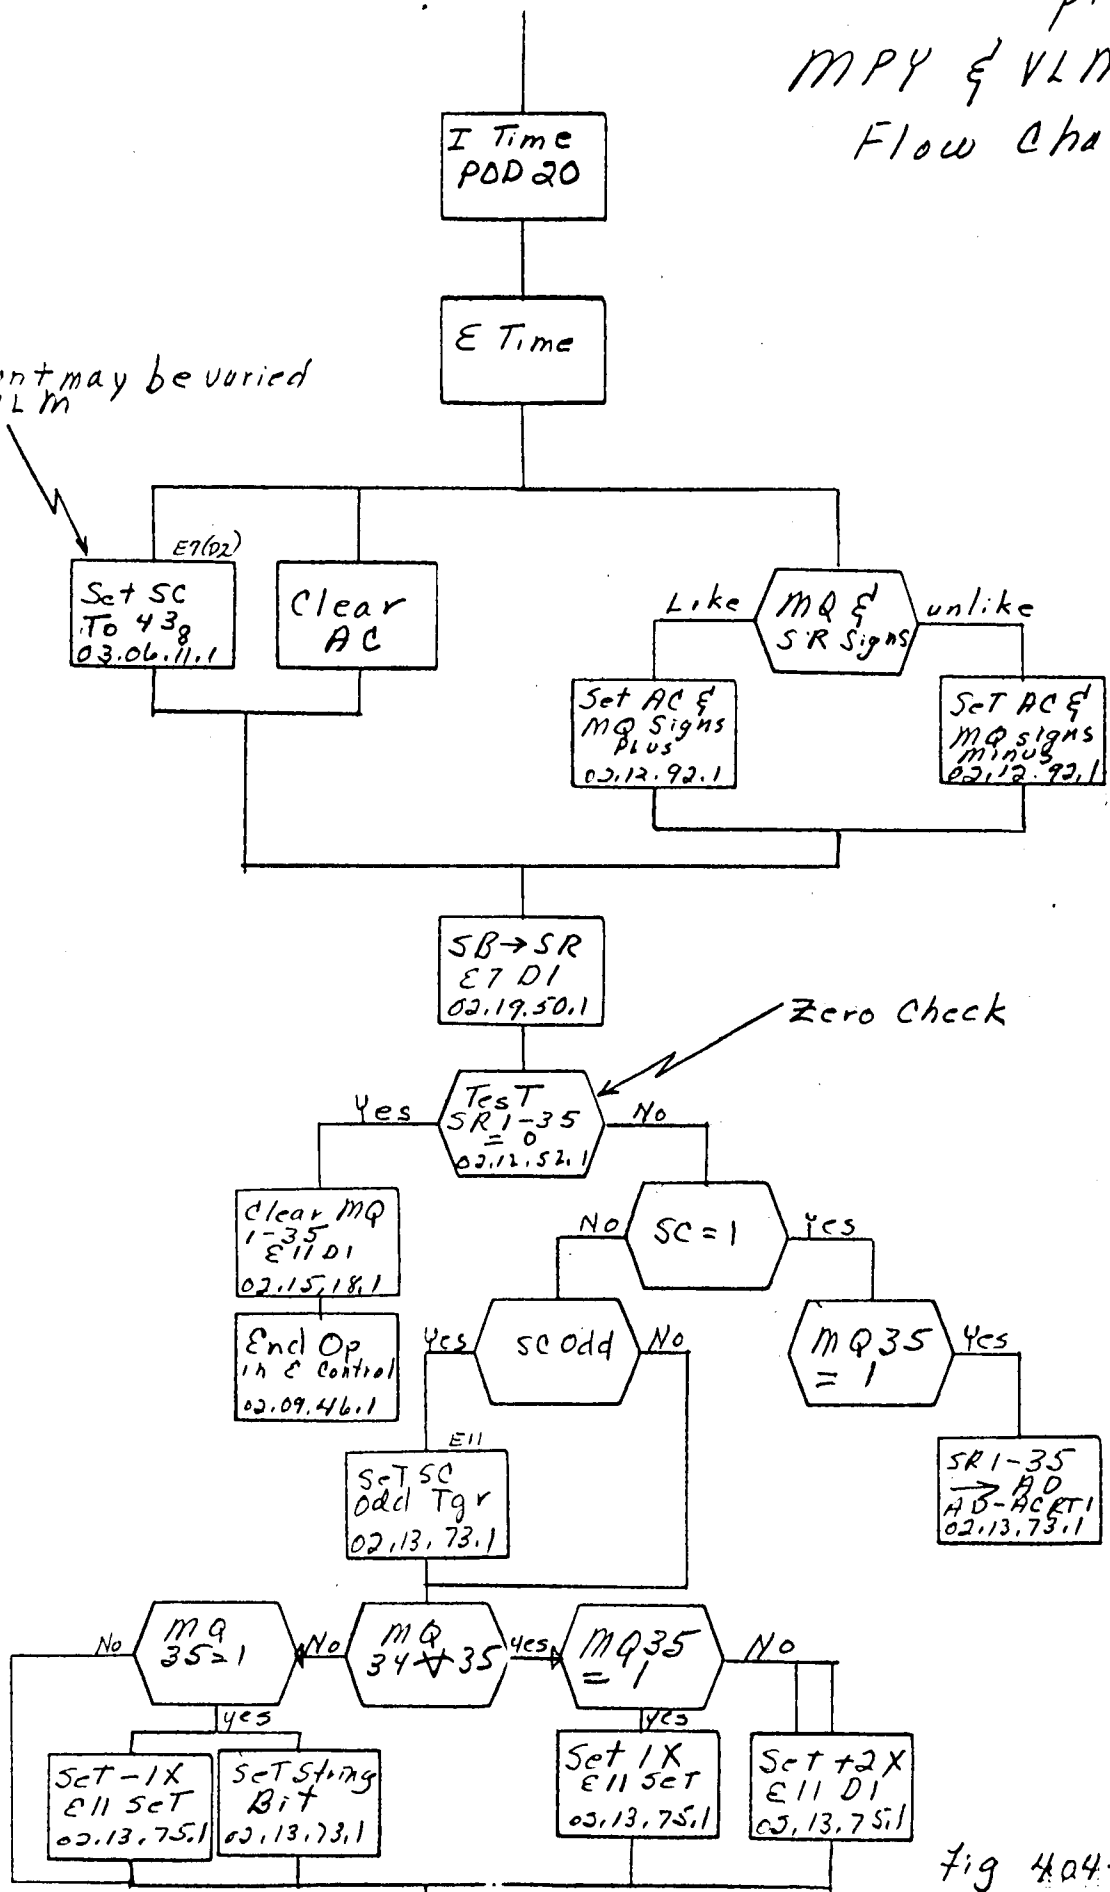 MPY & VLM
Flow Cha
I Time
POD 20
E Time
nt may be varied
LM
E7(D2)
Set SC
To 43₈
03.06.11.1
Clear
AC
Like
MQ &
SR Signs
unlike
Set AC &
MQ Signs
Plus
02.12.92.1
SeT AC &
MQ signs
minus
02.12.92.1
SB → SR
E7 D1
02.19.50.1
Zero Check
Yes
TesT
SR 1-35
= 0
02.12.52.1
No
Clear MQ
1-35
E11 D1
02.15.18.1
End Op
in E Control
02.09.46.1
No
SC = 1
Yes
Yes
SC Odd
No
MQ 35
= 1
Yes
E11
SeT SC
Odd Tgr
02.13.73.1
SR 1-35
→ AD
AD-AC RT 1
02.13.73.1
No
MQ
35=1
No
MQ
34 ⊻ 35
yes
MQ35
= 1
No
yes
yes
Set -1X
E11 SeT
02.13.75.1
SeT String
Bit
02.13.73.1
Set 1X
E11 SeT
02.13.75.1
Set +2X
E11 D1
02.13.75.1
Fig 4.04-